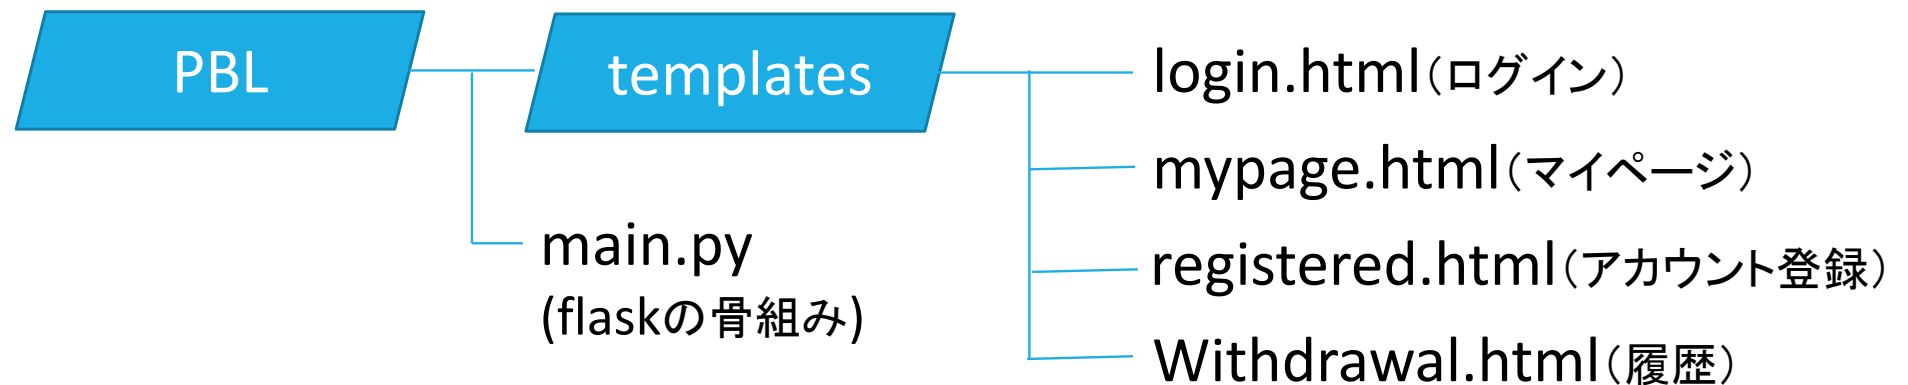 PBL
templates
login.html（ログイン）
mypage.html（マイページ）
main.py
(flaskの骨組み)
registered.html（アカウント登録）
Withdrawal.html（履歴）